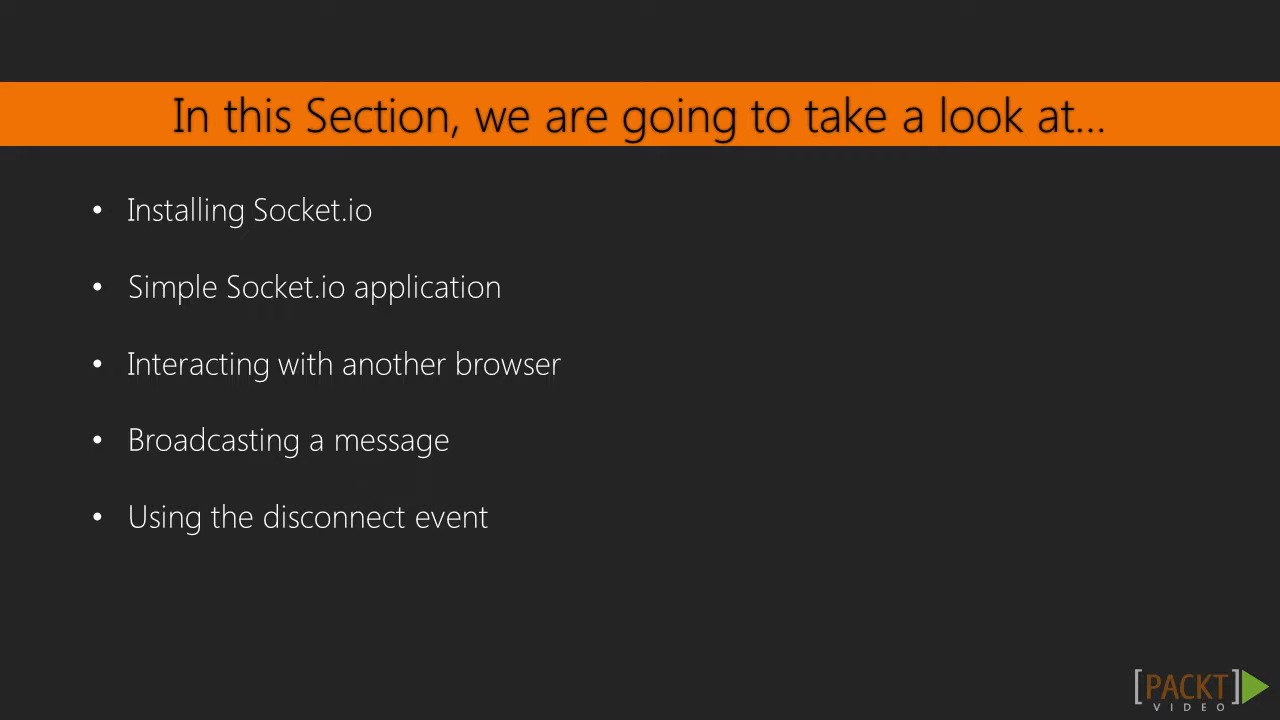 In this Section, we are going to take a look at...
• Installing Socket.io
• Simple Socket.io application
• Interacting with another browser
• Broadcasting a message
• Using the disconnect event
[PACKT]
VIDEO